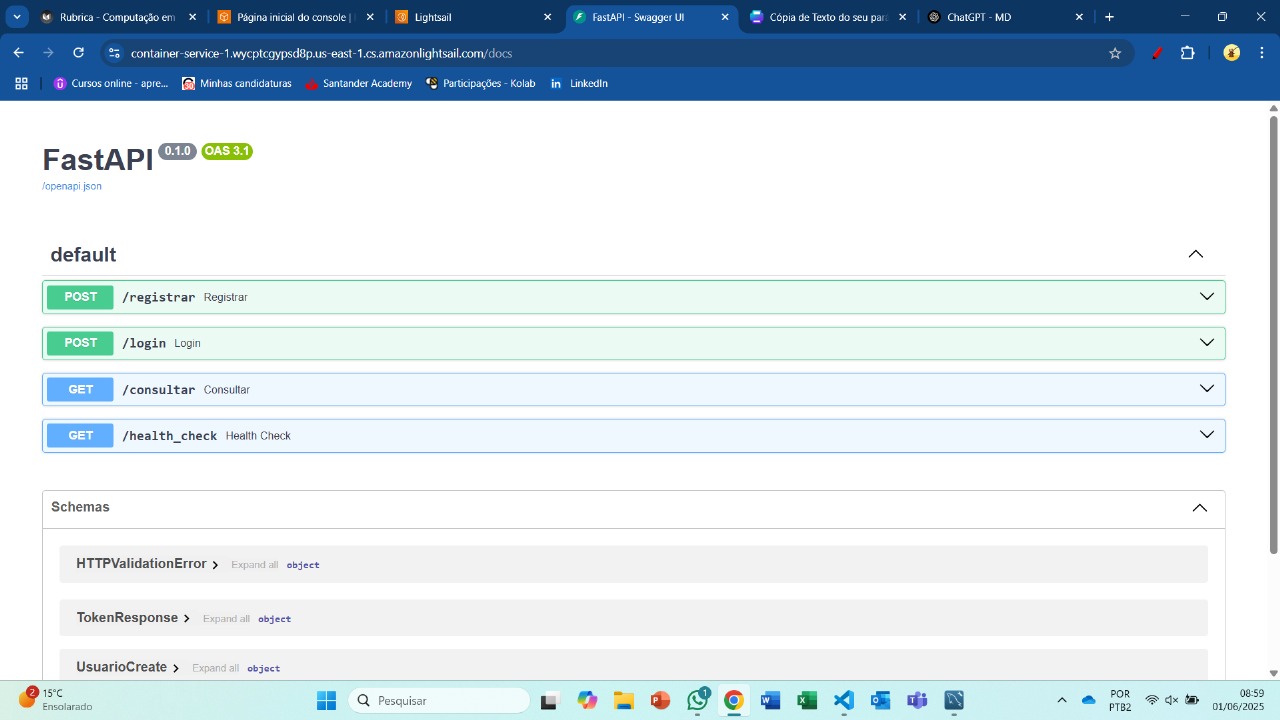 Rubrica - Computação em
Página inicial do console |
Lightsail
FastAPI - Swagger UI
Cópia de Texto do seu par
ChatGPT - MD
container-service-1.wycptcgypsd8p.us-east-1.cs.amazonlightsail.com/docs
Cursos online - apre...
Minhas candidaturas
Santander Academy
Participações - Kolab
LinkedIn
FastAPI 0.1.0 OAS 3.1
/openapi.json
default
POST /registrar Registrar
POST /login Login
GET /consultar Consultar
GET /health_check Health Check
Schemas
HTTPValidationError Expand all object
TokenResponse Expand all object
UsuarioCreate Expand all object
2
15°C
Ensolarado
Pesquisar
1
POR
PTB2
08:59
01/06/2025